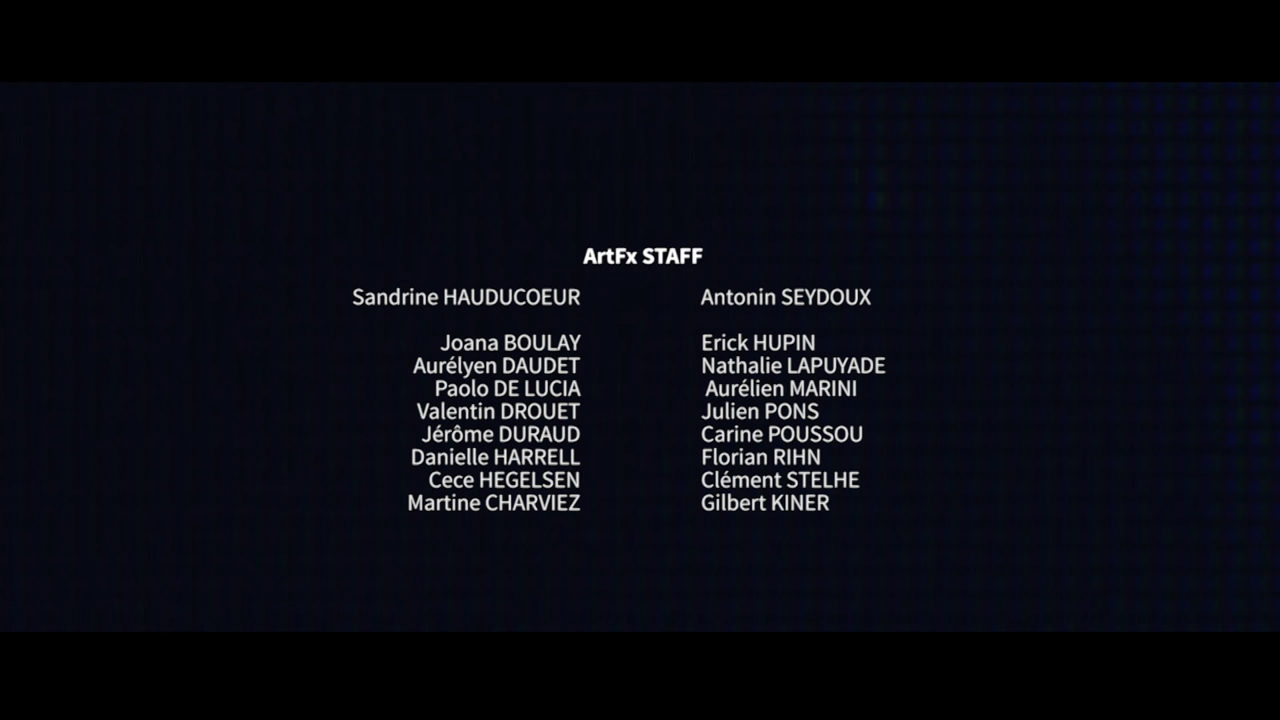 ArtFx STAFF
Sandrine HAUDUCOEUR Antonin SEYDOUX
Joana BOULAY Erick HUPIN
Aurélyen DAUDET Nathalie LAPUYADE
Paolo DE LUCIA Aurélien MARINI
Valentin DROUET Julien PONS
Jérôme DURAUD Carine POUSSOU
Danielle HARRELL Florian RIHN
Cece HEGELSEN Clément STELHE
Martine CHARVIEZ Gilbert KINER